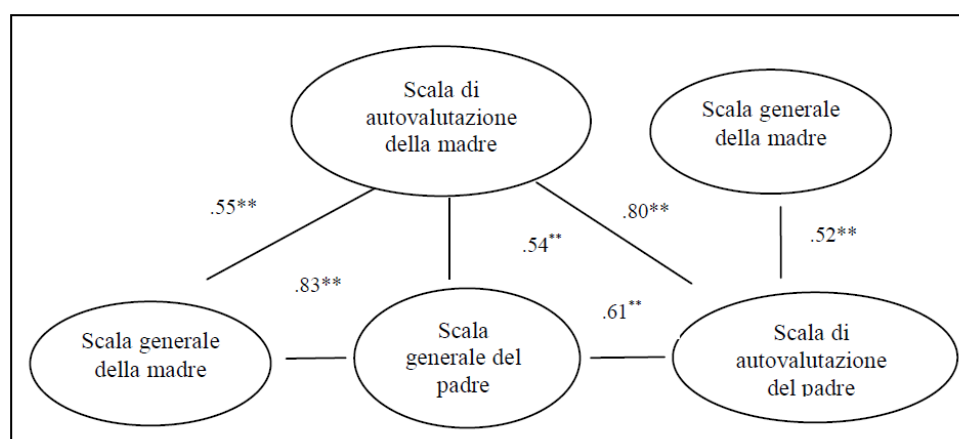 Scala di
autovalutazione
della madre
Scala generale
della madre
.55**
.80**
.54**
.52**
.83**
.61**
Scala generale
della madre
Scala
generale del
padre
Scala di
autovalutazione
del padre